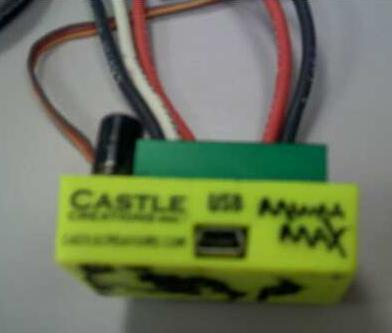 CASTLE
CREATIONS INC.
CASTLECREATIONS.COM
USB
MAMBA
MAX